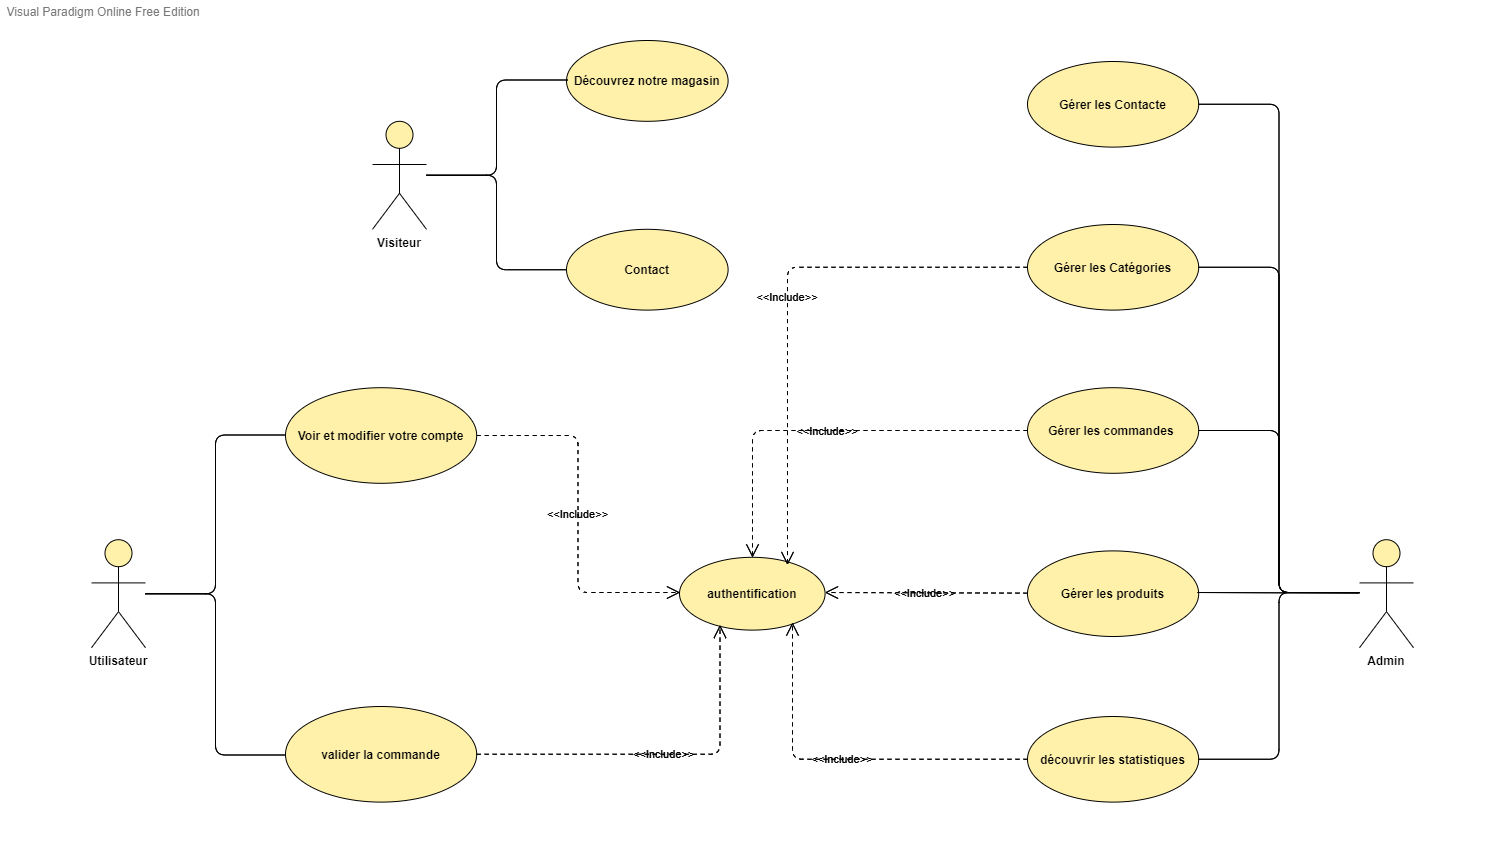 Visual Paradigm Online Free Edition
Découvrez notre magasin
Gérer les Contacte
Visiteur
Contact
Gérer les Catégories
<<Include>>
Voir et modifier votre compte
<<Include>>
Gérer les commandes
<<Include>>
authentification
<<Include>>
Gérer les produits
Utilisateur
Admin
valider la commande
<<Include>>
<<Include>>
découvrir les statistiques